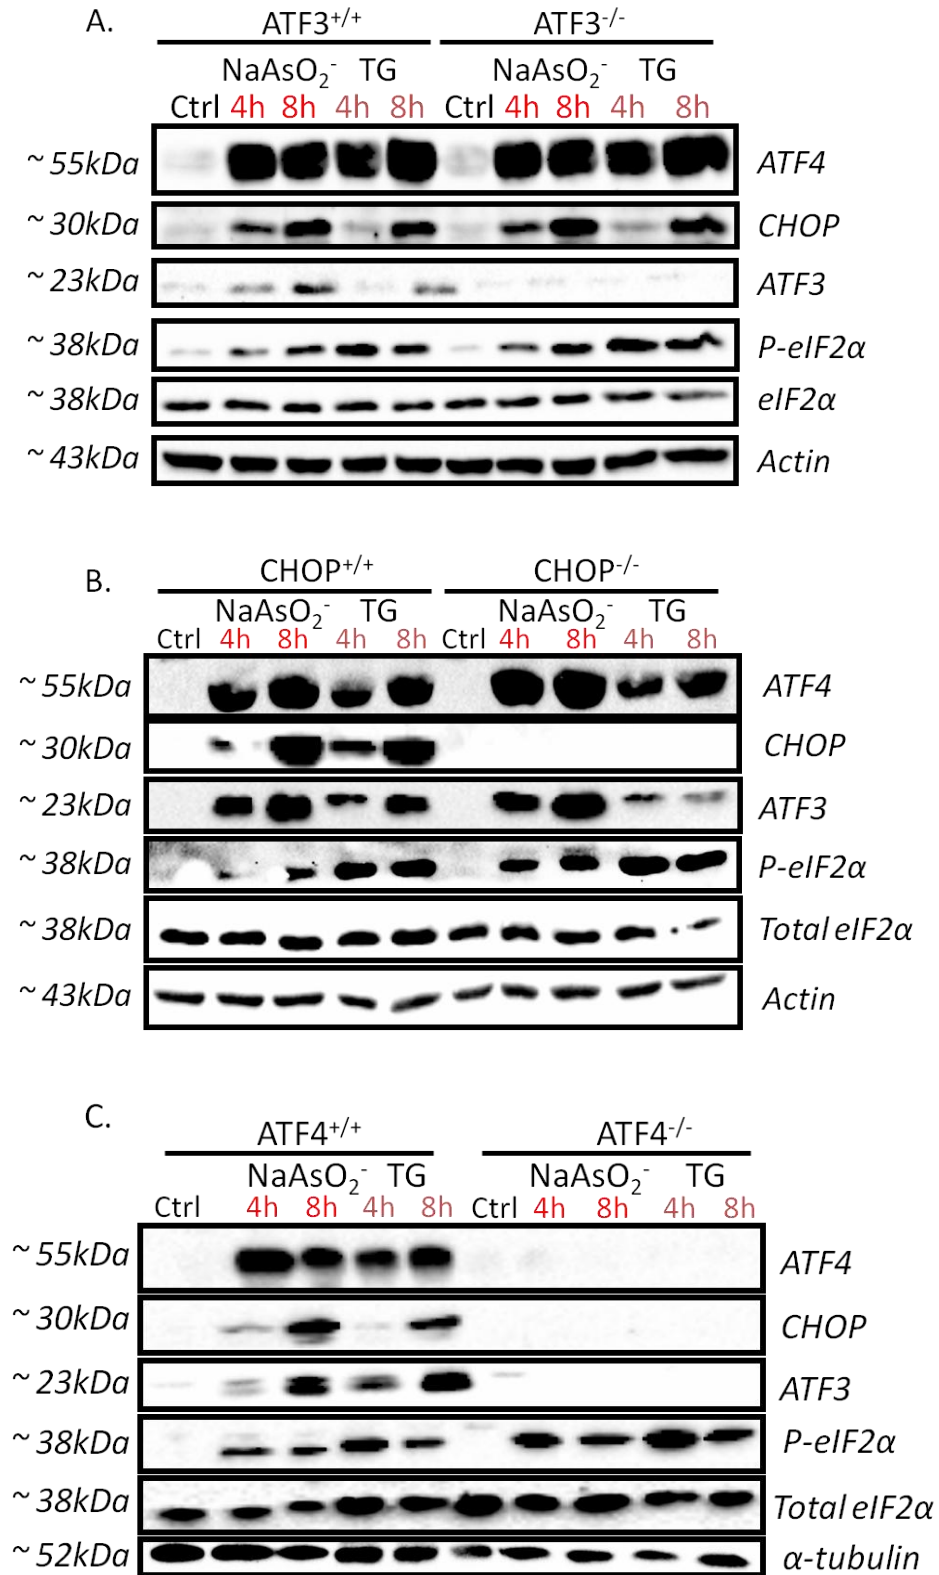 A.
ATF3+/+ ATF3-/-
NaAsO2- TG NaAsO2- TG
Ctrl 4h 8h 4h 8h Ctrl 4h 8h 4h 8h
~55kDa ATF4
~30kDa CHOP
~23kDa ATF3
~38kDa P-eIF2α
~38kDa eIF2α
~43kDa Actin
B.
CHOP+/+ CHOP-/-
NaAsO2- TG NaAsO2- TG
Ctrl 4h 8h 4h 8h Ctrl 4h 8h 4h 8h
~55kDa ATF4
~30kDa CHOP
~23kDa ATF3
~38kDa P-eIF2α
~38kDa Total eIF2α
~43kDa Actin
C.
ATF4+/+ ATF4-/-
NaAsO2- TG NaAsO2- TG
Ctrl 4h 8h 4h 8h Ctrl 4h 8h 4h 8h
~55kDa ATF4
~30kDa CHOP
~23kDa ATF3
~38kDa P-eIF2α
~38kDa Total eIF2α
~52kDa α-tubulin